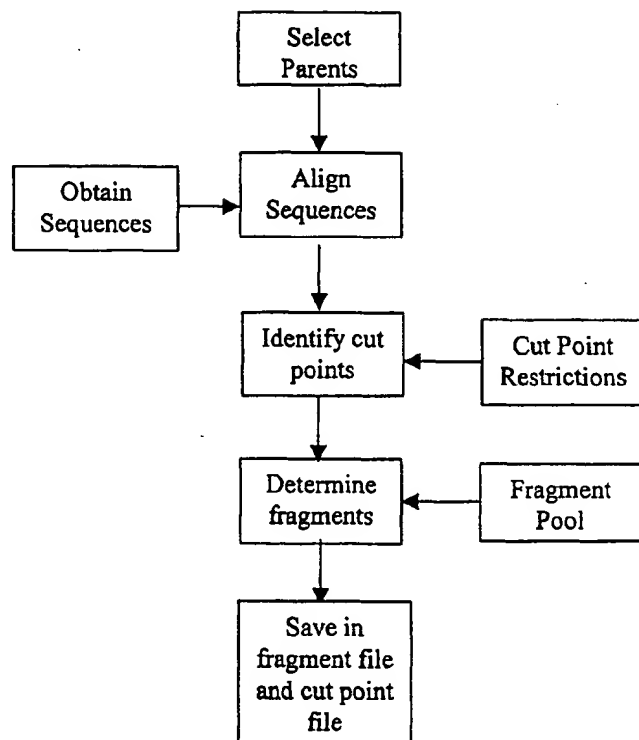 Select
Parents
Obtain
Sequences
Align
Sequences
Identify cut
points
Cut Point
Restrictions
Determine
fragments
Fragment
Pool
Save in
fragment file
and cut point
file